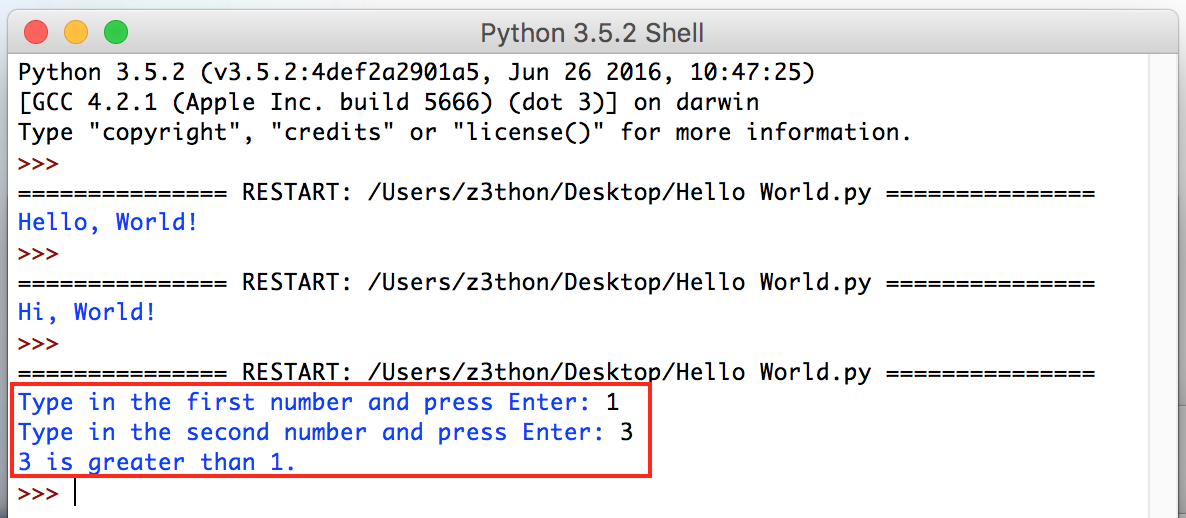 Python 3.5.2 Shell
Python 3.5.2 (v3.5.2:4def2a2901a5, Jun 26 2016, 10:47:25)
[GCC 4.2.1 (Apple Inc. build 5666) (dot 3)] on darwin
Type "copyright", "credits" or "license()" for more information.
>>>
=============== RESTART: /Users/z3thon/Desktop/Hello World.py ===============
Hello, World!
>>>
=============== RESTART: /Users/z3thon/Desktop/Hello World.py ===============
Hi, World!
>>>
=============== RESTART: /Users/z3thon/Desktop/Hello World.py ===============
Type in the first number and press Enter: 1
Type in the second number and press Enter: 3
3 is greater than 1.
>>>